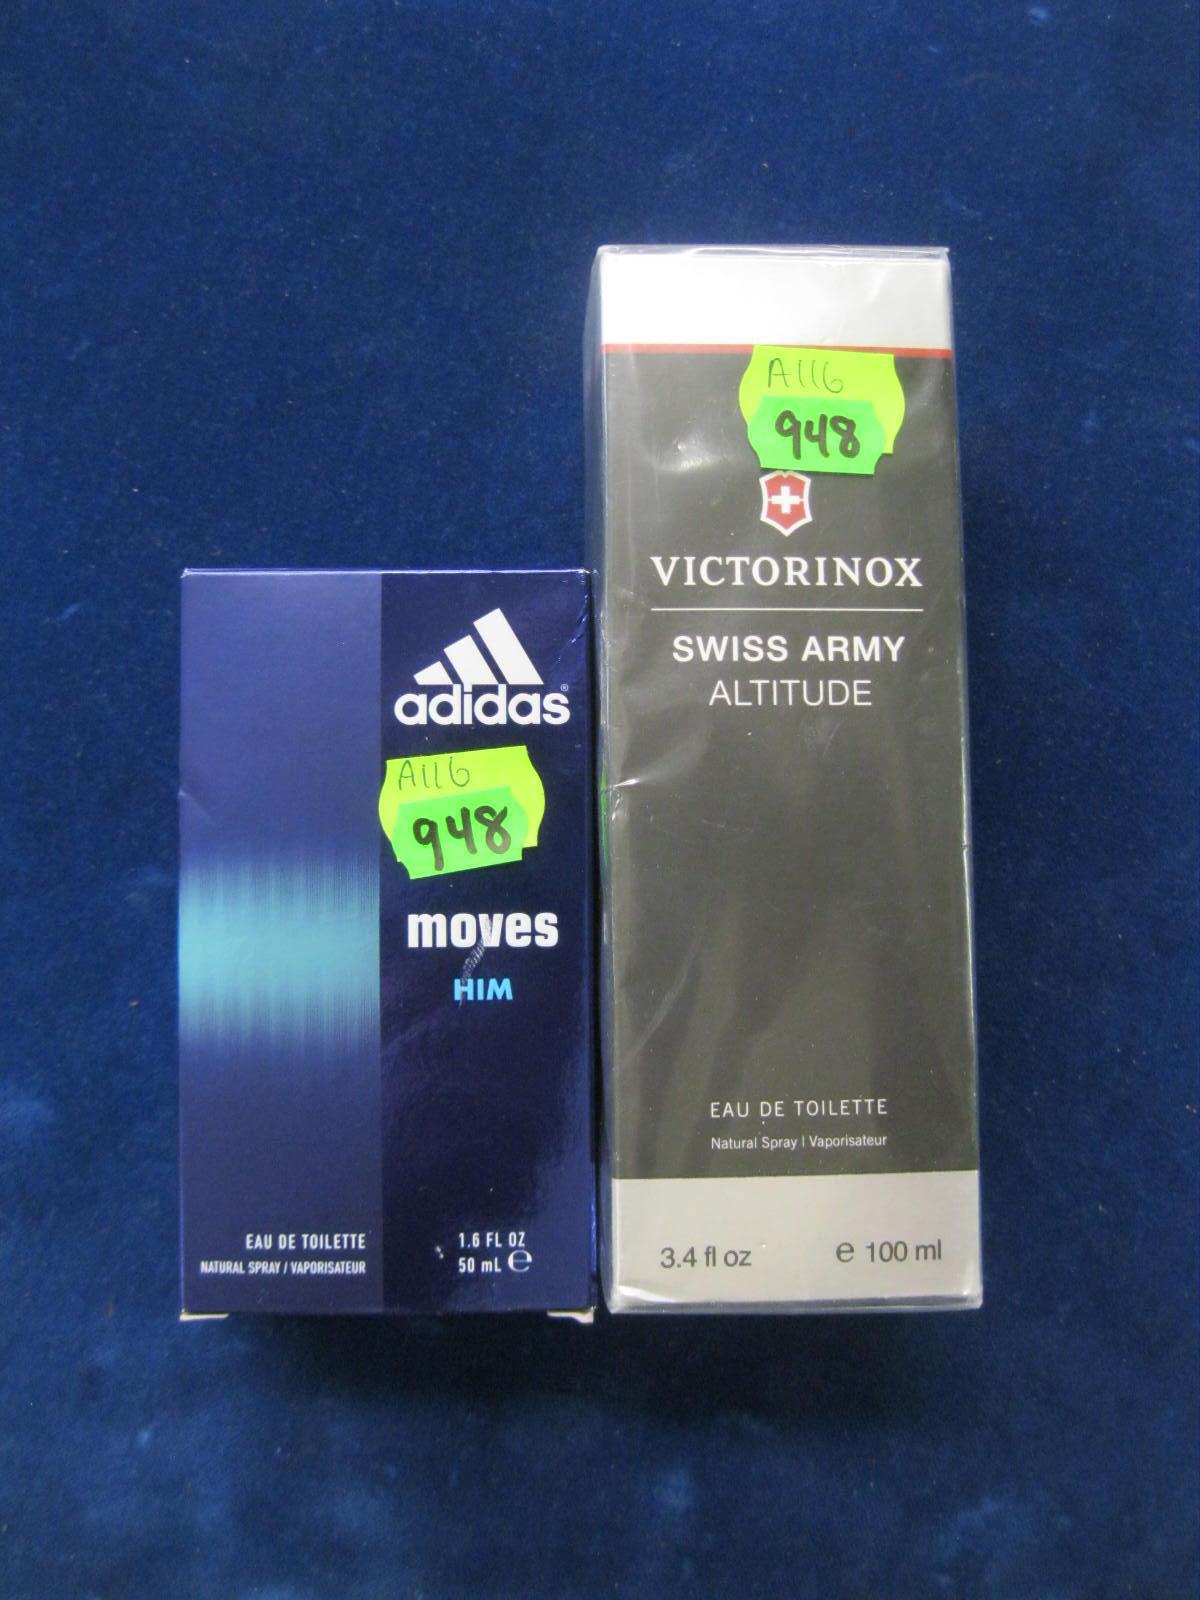 adidas®
A116
948
moves
HIM
EAU DE TOILETTE
NATURAL SPRAY / VAPORISATEUR
1.6 FL OZ
50 mL ℮
A116
948
VICTORINOX
SWISS ARMY
ALTITUDE
EAU DE TOILETTE
Natural Spray | Vaporisateur
3.4 fl oz ℮ 100 ml